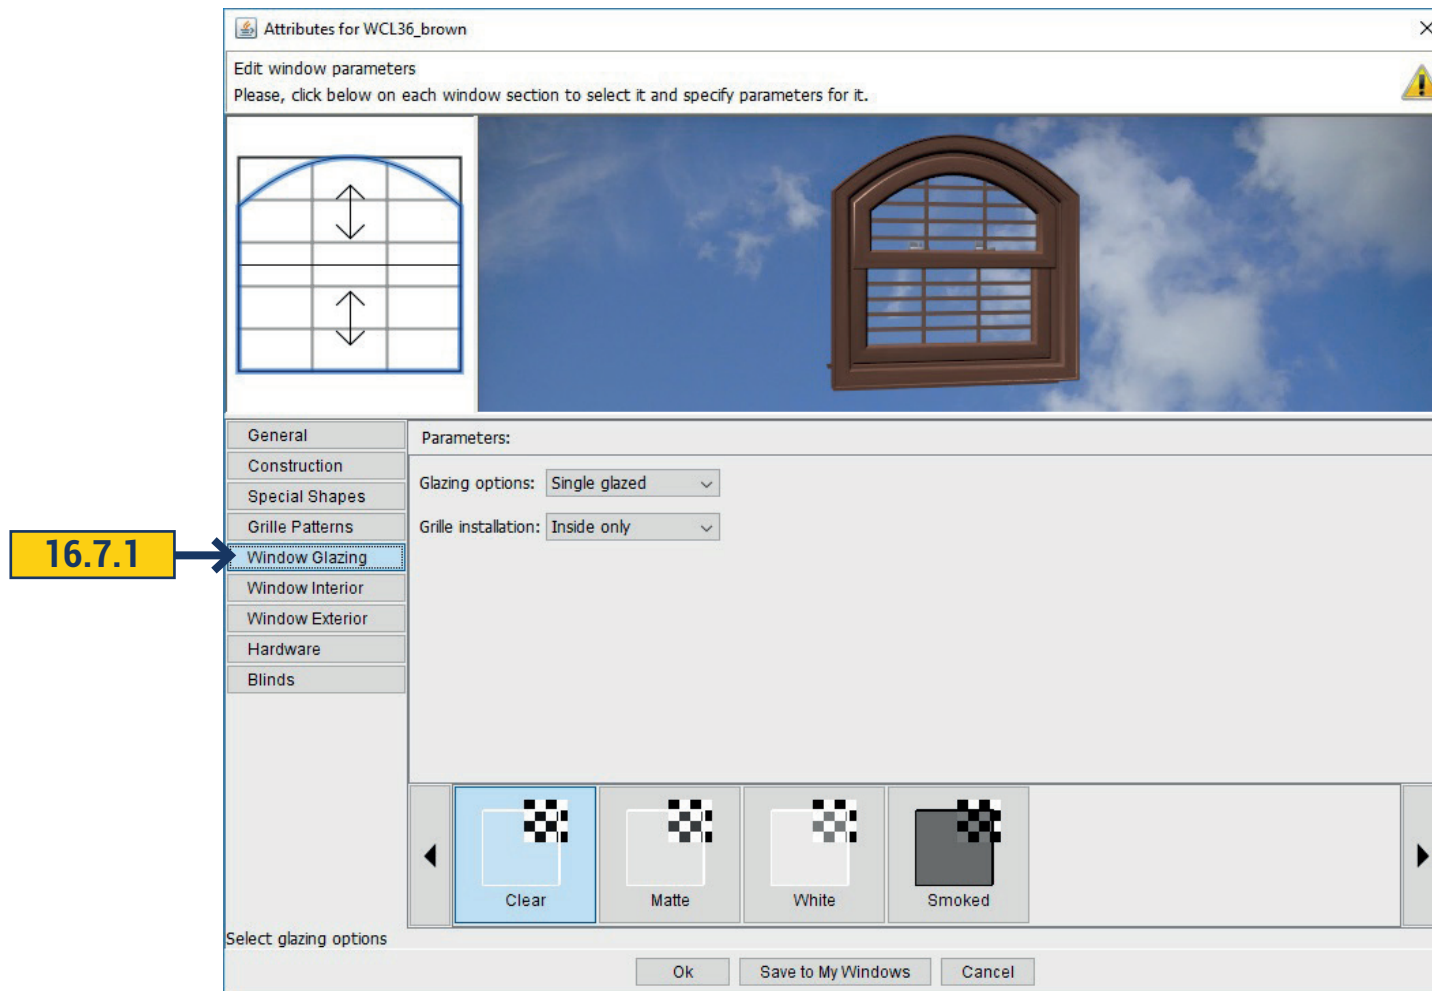 Attributes for WCL36_brown
Edit window parameters
Please, click below on each window section to select it and specify parameters for it.
General
Construction
Special Shapes
Grille Patterns
Window Glazing
Window Interior
Window Exterior
Hardware
Blinds
16.7.1
Parameters:
Glazing options: Single glazed
Grille installation: Inside only
Clear
Matte
White
Smoked
Select glazing options
Ok
Save to My Windows
Cancel